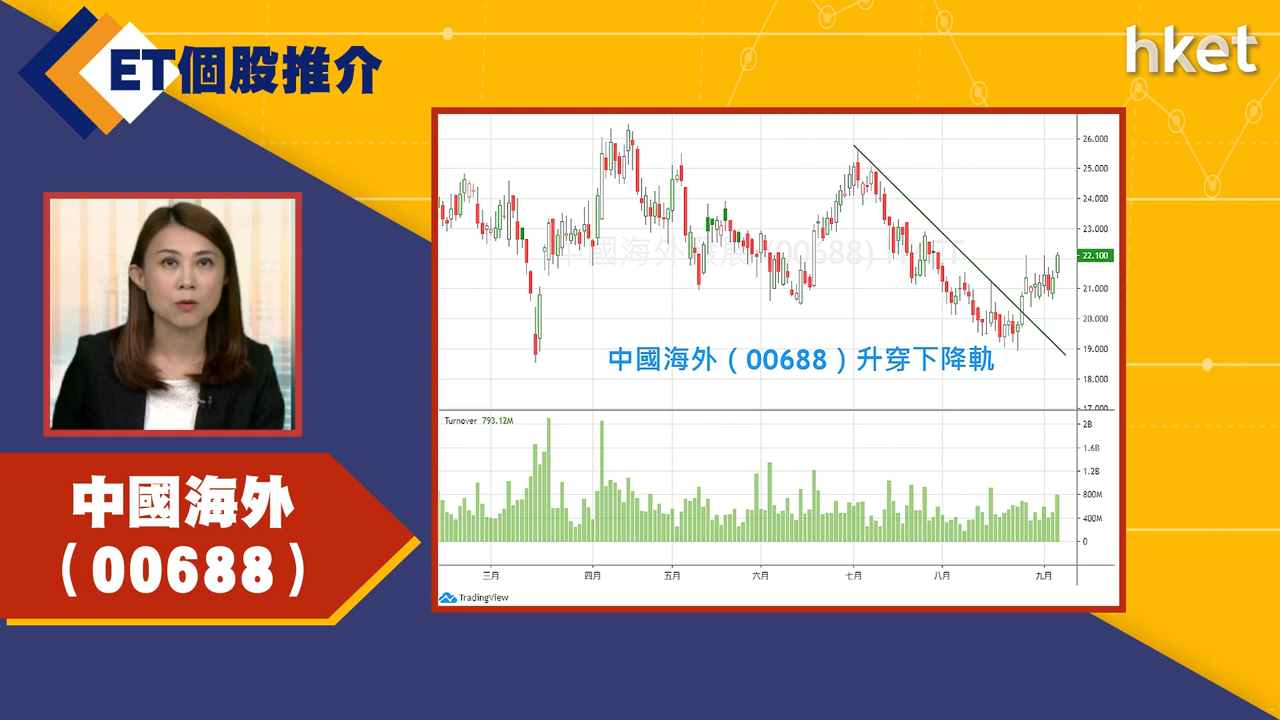 ET個股推介
hket
中國海外
（00688）
26.000
25.000
24.000
23.000
22.100
21.000
20.000
19.000
18.000
17.000
中國海外（00688）升穿下降軌
Turnover 793.12M
2B
1.6B
1.2B
800M
400M
0
三月 四月 五月 六月 七月 八月 九月
TradingView